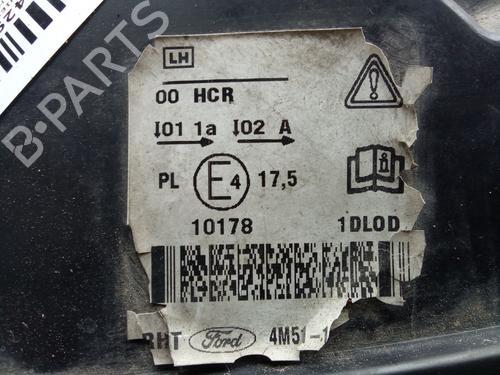 B-PARTS
LH
00 HCR
I01 1a I02 A
PL E4 17,5
10178 1DLOD
RHT Ford 4M51-1